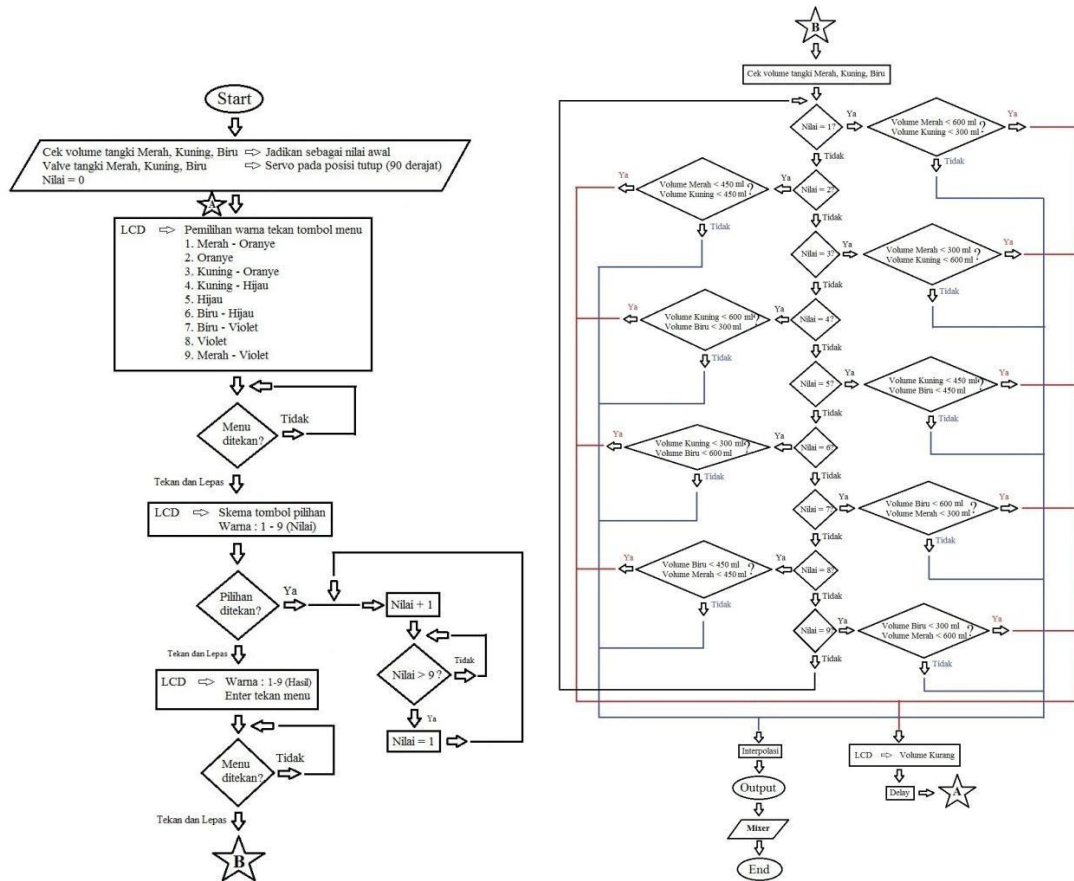 Start
Cek volume tangki Merah, Kuning, Biru ⇨ Jadikan sebagai nilai awal
Valve tangki Merah, Kuning, Biru ⇨ Servo pada posisi tutup (90 derajat)
Nilai = 0
A
LCD ⇨ Pemilihan warna tekan tombol menu
1. Merah - Oranye
2. Oranye
3. Kuning - Oranye
4. Kuning - Hijau
5. Hijau
6. Biru - Hijau
7. Biru - Violet
8. Violet
9. Merah - Violet
Menu
ditekan?
Tidak
Tekan dan Lepas
LCD ⇨ Skema tombol pilihan
Warna : 1 - 9 (Nilai)
Pilihan
ditekan?
Ya
Nilai + 1
Nilai > 9 ?
Tidak
Ya
Nilai = 1
Tekan dan Lepas
LCD ⇨ Warna : 1-9 (Hasil)
Enter tekan menu
Menu
ditekan?
Tidak
Tekan dan Lepas
B
B
Cek volume tangki Merah, Kuning, Biru
Nilai = 1?
Ya
Volume Merah < 600 ml
Volume Kuning < 300 ml
?
Ya
Tidak
Tidak
Nilai = 2?
Ya
Volume Merah < 450 ml
Volume Kuning < 450 ml
?
Ya
Tidak
Tidak
Nilai = 3?
Ya
Volume Merah < 300 ml
Volume Kuning < 600 ml
?
Ya
Tidak
Tidak
Nilai = 4?
Ya
Volume Kuning < 600 ml
Volume Biru < 300 ml
?
Ya
Tidak
Tidak
Nilai = 5?
Ya
Volume Kuning < 450 ml
Volume Biru < 450 ml
?
Ya
Tidak
Tidak
Nilai = 6?
Ya
Volume Kuning < 300 ml
Volume Biru < 600 ml
?
Ya
Tidak
Tidak
Nilai = 7?
Ya
Volume Biru < 600 ml
Volume Merah < 300 ml
?
Ya
Tidak
Tidak
Nilai = 8?
Ya
Volume Biru < 450 ml
Volume Merah < 450 ml
?
Ya
Tidak
Tidak
Nilai = 9?
Ya
Volume Biru < 300 ml
Volume Merah < 600 ml
?
Ya
Tidak
Tidak
Interpolasi
Output
Mixer
End
LCD ⇨ Volume Kurang
Delay
A